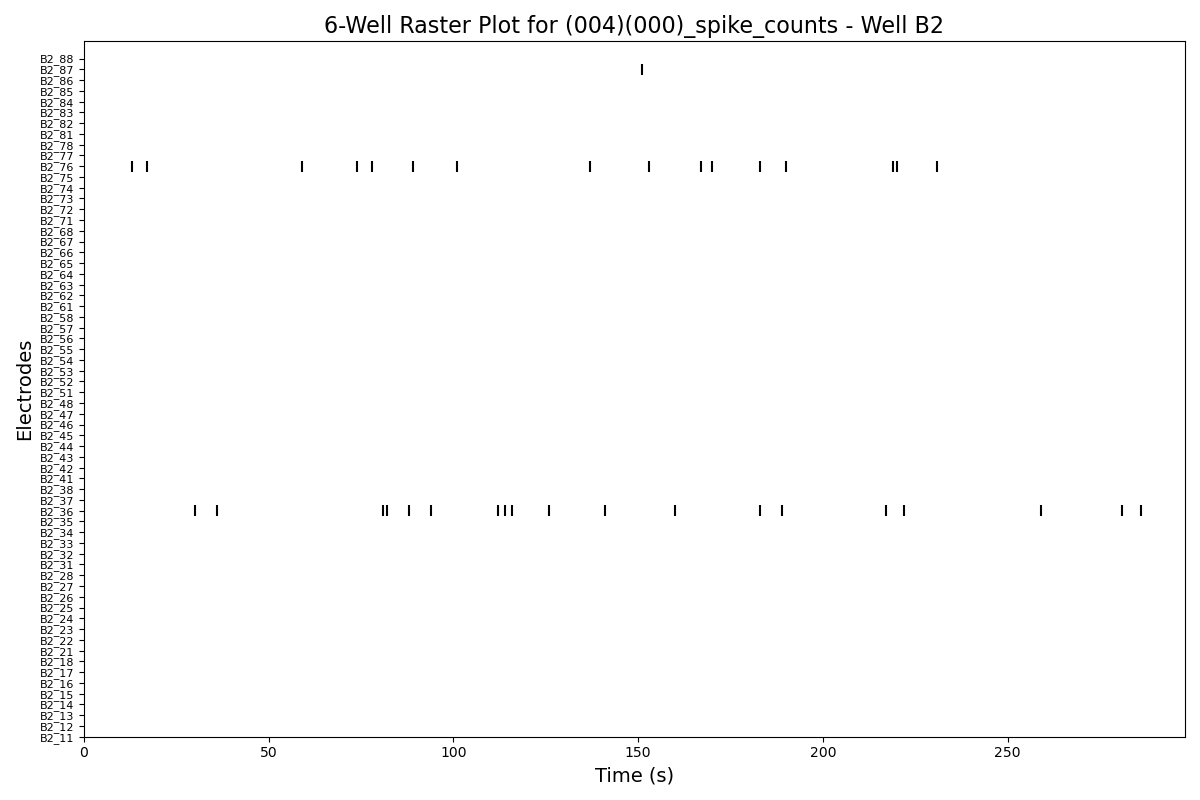 6-Well Raster Plot for (004)(000)_spike_counts - Well B2
Electrodes
B2_88
B2_87
B2_86
B2_85
B2_84
B2_83
B2_82
B2_81
B2_78
B2_77
B2_76
B2_75
B2_74
B2_73
B2_72
B2_71
B2_68
B2_67
B2_66
B2_65
B2_64
B2_63
B2_62
B2_61
B2_58
B2_57
B2_56
B2_55
B2_54
B2_53
B2_52
B2_51
B2_48
B2_47
B2_46
B2_45
B2_44
B2_43
B2_42
B2_41
B2_38
B2_37
B2_36
B2_35
B2_34
B2_33
B2_32
B2_31
B2_28
B2_27
B2_26
B2_25
B2_24
B2_23
B2_22
B2_21
B2_18
B2_17
B2_16
B2_15
B2_14
B2_13
B2_12
B2_11
0 50 100 150 200 250
Time (s)